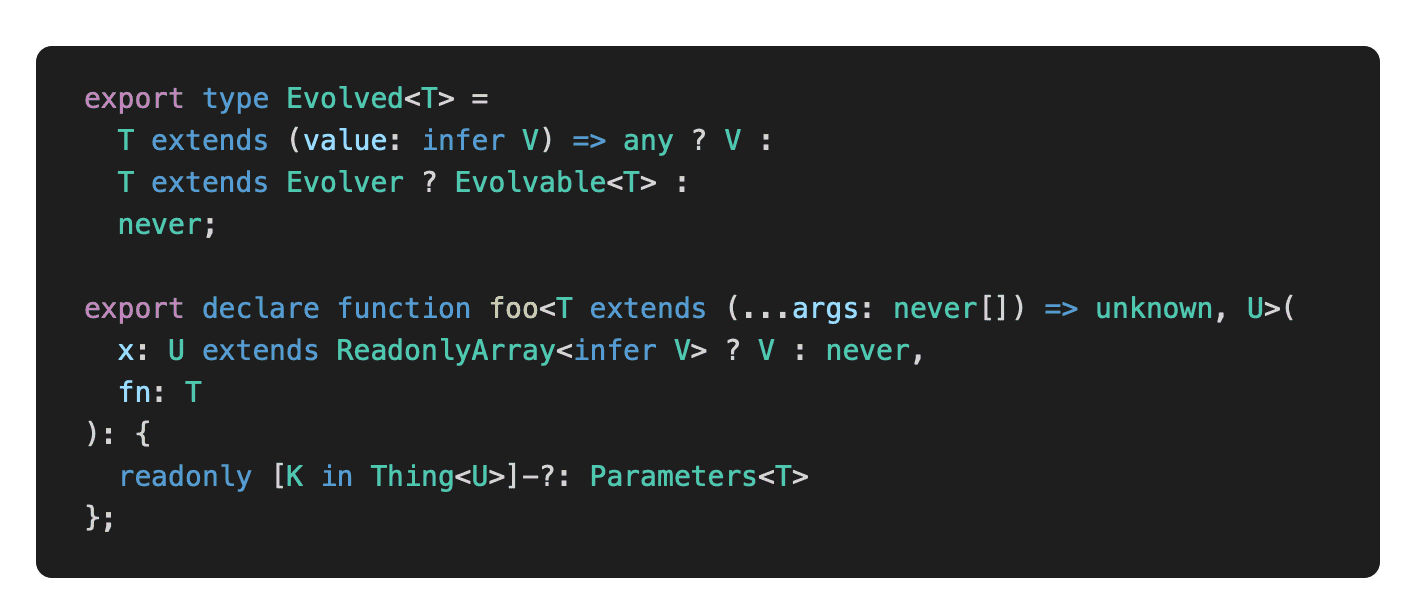 export type Evolved<T> =
  T extends (value: infer V) => any ? V :
  T extends Evolver ? Evolvable<T> :
  never;

export declare function foo<T extends (...args: never[]) => unknown, U>(
  x: U extends ReadonlyArray<infer V> ? V : never,
  fn: T
): {
  readonly [K in Thing<U>]-?: Parameters<T>
};